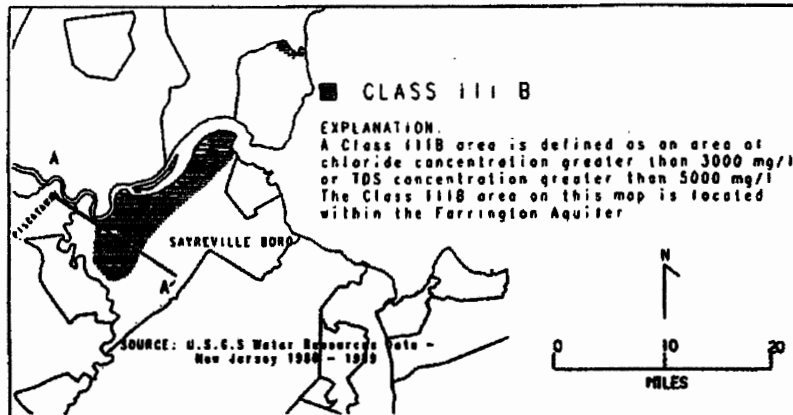 CLASS III B
EXPLANATION.
A Class IIIB area is defined as an area of
chloride concentration greater than 3000 mg/l
or TDS concentration greater than 5000 mg/l
The Class IIIB area on this map is located
within the Farrington Aquifer
A
SAYREVILLE BORO
A'
N
SOURCE: U.S.G.S Water Resources Data -
New Jersey 1980 - 1989
0 10 20
MILES